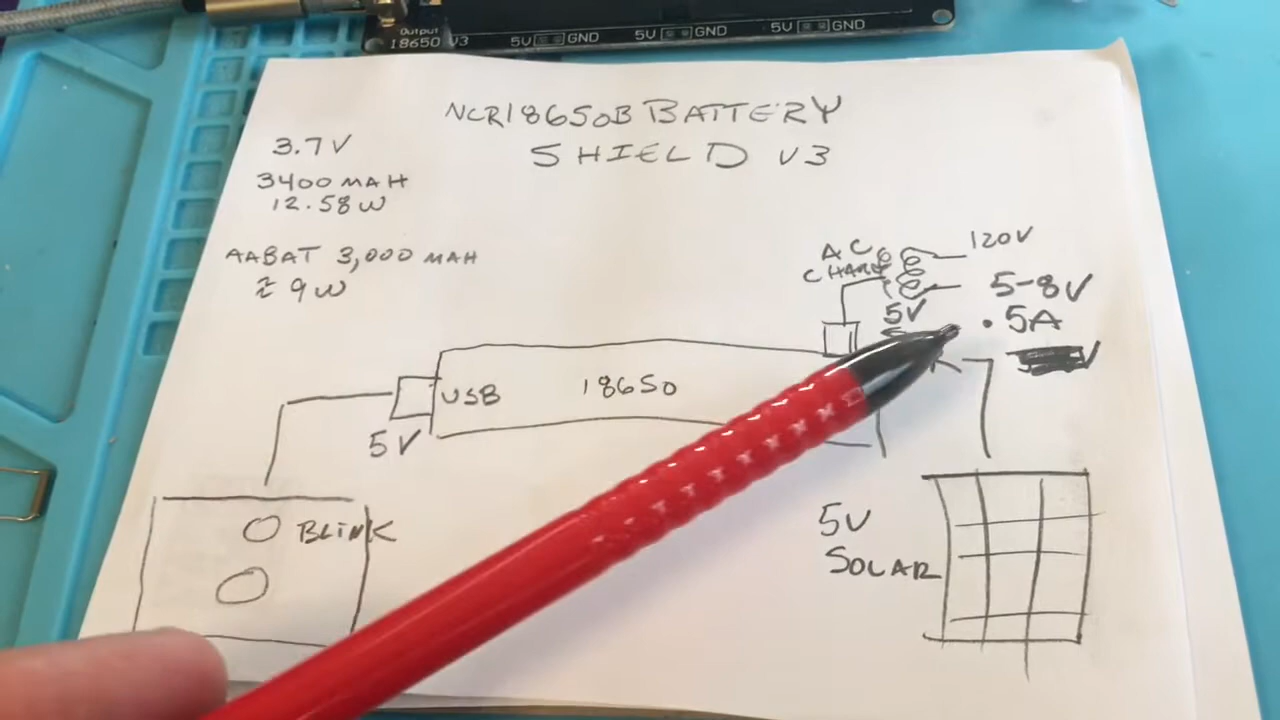 Output
18650 V3
5V GND
5V GND
5V GND
NCR18650B BATTERY
SHIELD V3
3.7V
3400 MAH
12.58W
AABAT 3,000 MAH
≈ 9W
AC
CHARG
120V
5-8V
.5A
5V
USB
18650
5V
BLINK
5V
SOLAR